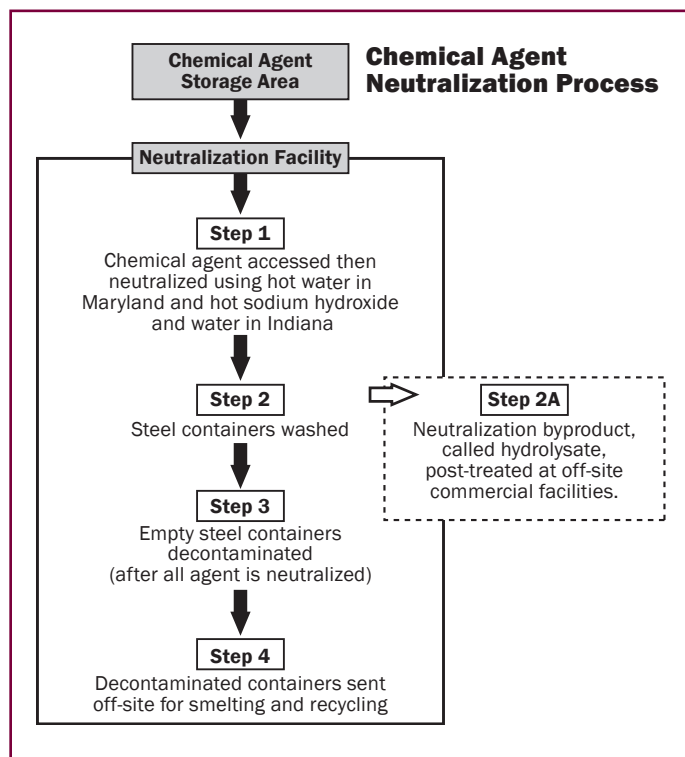 Chemical Agent
Storage Area
Chemical Agent
Neutralization Process
Neutralization Facility
Step 1
Chemical agent accessed then
neutralized using hot water in
Maryland and hot sodium hydroxide
and water in Indiana
Step 2
Steel containers washed
Step 2A
Neutralization byproduct,
called hydrolysate,
post-treated at off-site
commercial facilities.
Step 3
Empty steel containers
decontaminated
(after all agent is neutralized)
Step 4
Decontaminated containers sent
off-site for smelting and recycling